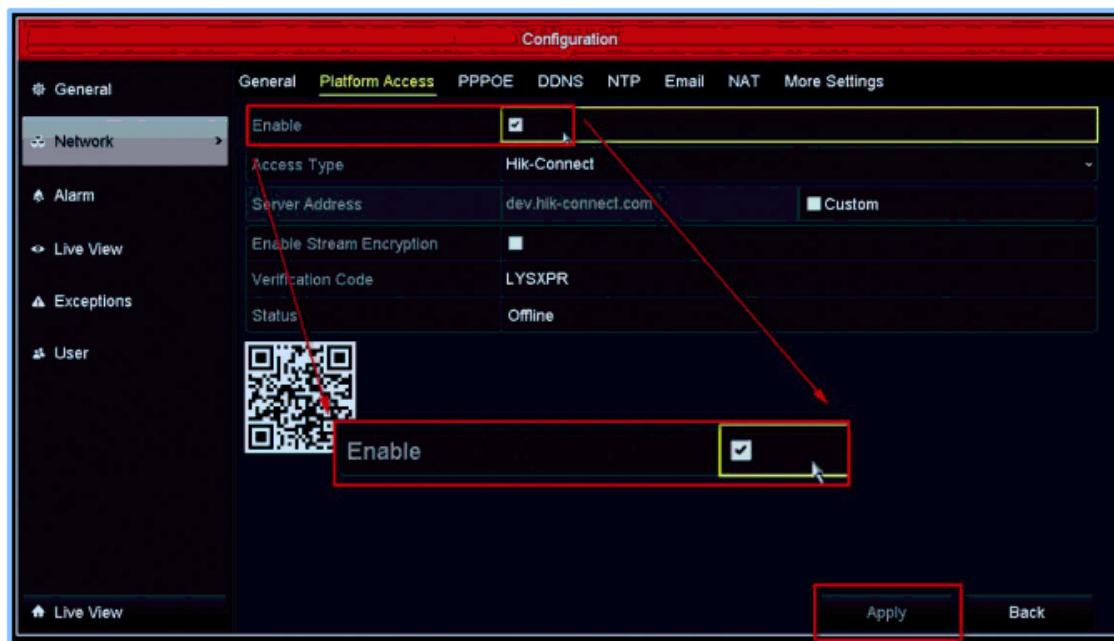 Configuration
General
Network
Alarm
Live View
Exceptions
User
Live View
General Platform Access PPPOE DDNS NTP Email NAT More Settings
Enable
Access Type Hik-Connect
Server Address dev.hik-connect.com Custom
Enable Stream Encryption
Verification Code LYSXPR
Status Offline
Enable
Apply Back